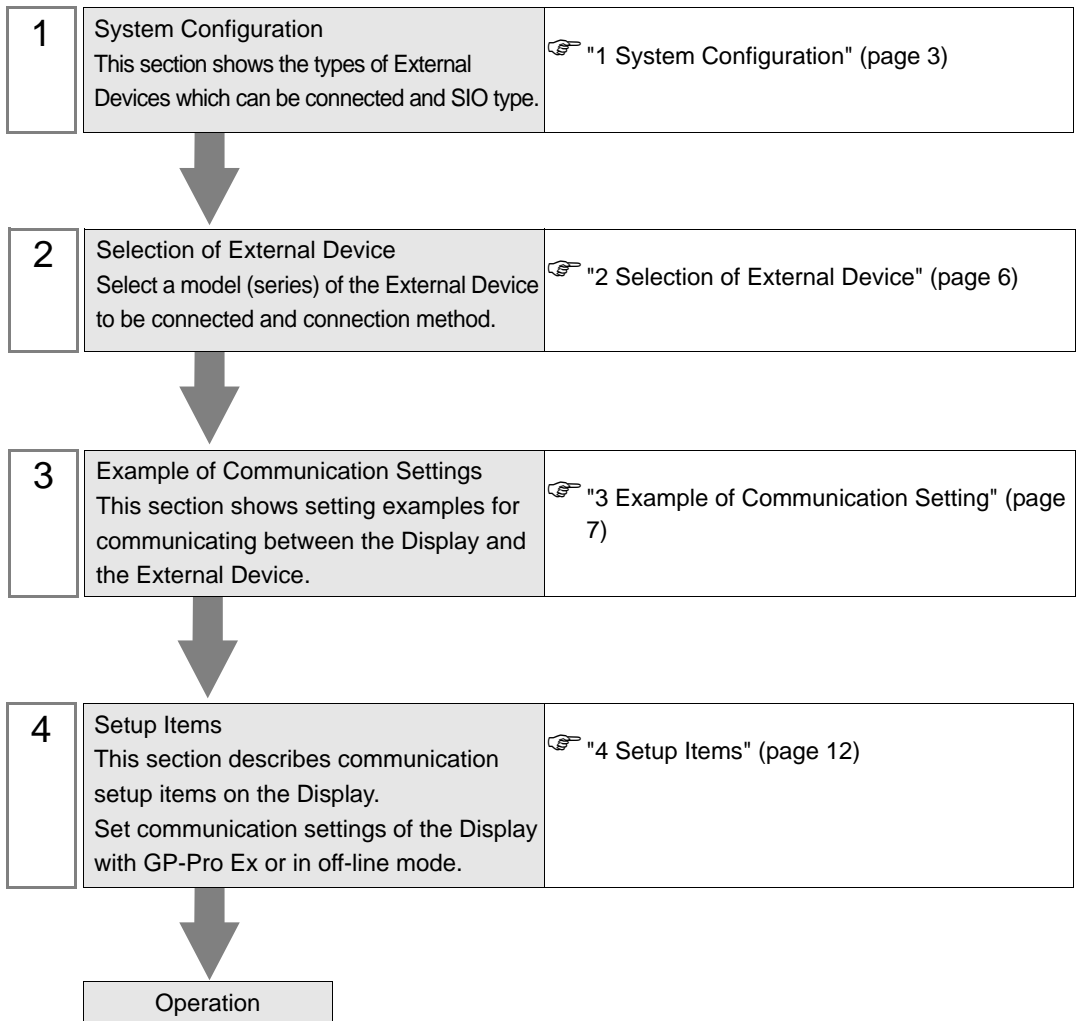 1
System Configuration
This section shows the types of External
Devices which can be connected and SIO type.
"1 System Configuration" (page 3)
2
Selection of External Device
Select a model (series) of the External Device
to be connected and connection method.
"2 Selection of External Device" (page 6)
3
Example of Communication Settings
This section shows setting examples for
communicating between the Display and
the External Device.
"3 Example of Communication Setting" (page
7)
4
Setup Items
This section describes communication
setup items on the Display.
Set communication settings of the Display
with GP-Pro Ex or in off-line mode.
"4 Setup Items" (page 12)
Operation